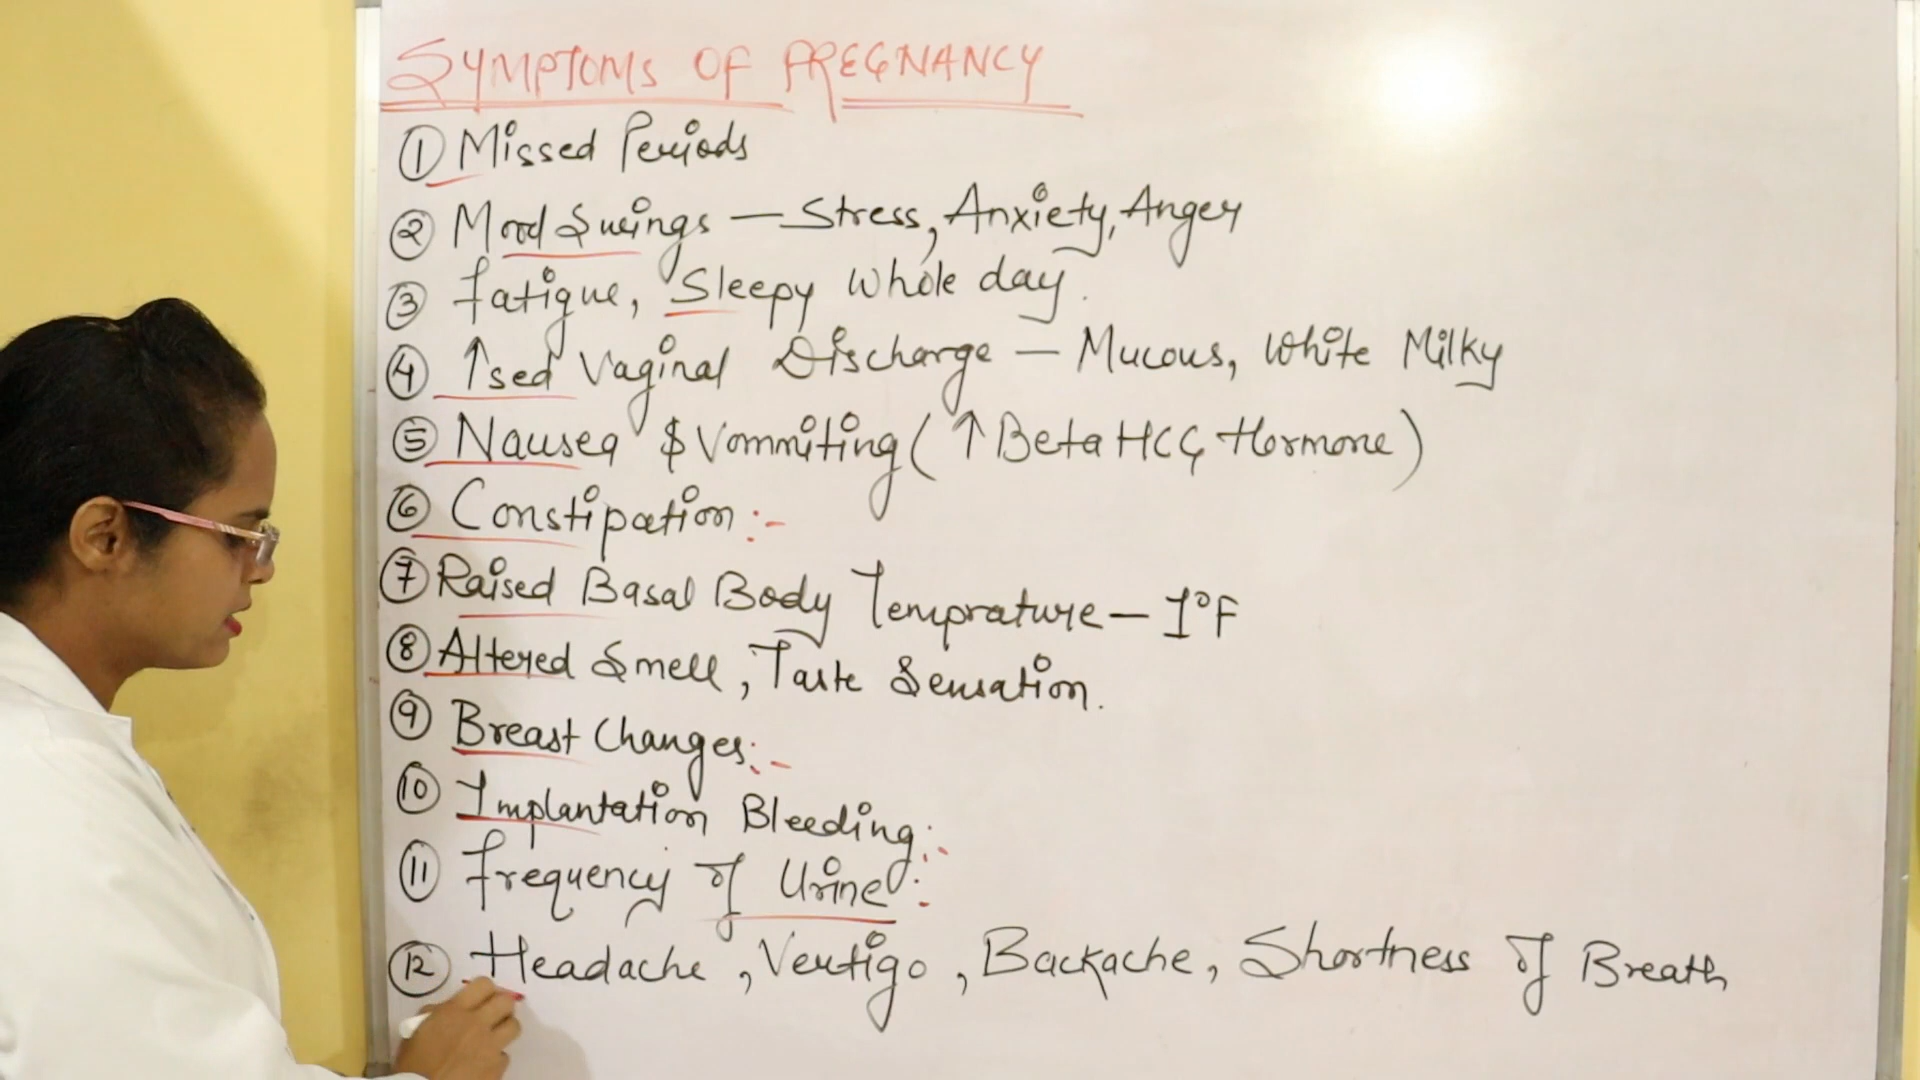 SYMPTOMS OF PREGNANCY
① Missed Periods
② Mood Swings — Stress, Anxiety, Anger
③ Fatigue, Sleepy Whole day.
④ ↑sed Vaginal Discharge — Mucous, White Milky
⑤ Nausea & Vommiting (↑ Beta HCG Hormone)
⑥ Constipation :-
⑦ Raised Basal Body Temprature — 1°F
⑧ Altered Smell, Taste Sensation.
⑨ Breast Changes :-
⑩ Implantation Bleeding :-
⑪ Frequency of Urine :-
⑫ Headache, Vertigo, Backache, Shortness of Breath